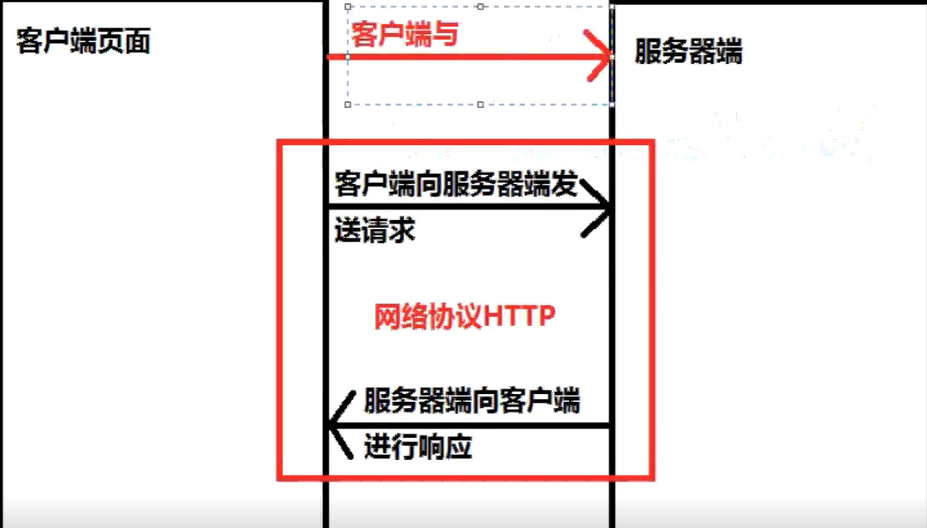 客户端页面
客户端与
服务器端
客户端向服务器端发
送请求
网络协议HTTP
服务器端向客户端
进行响应